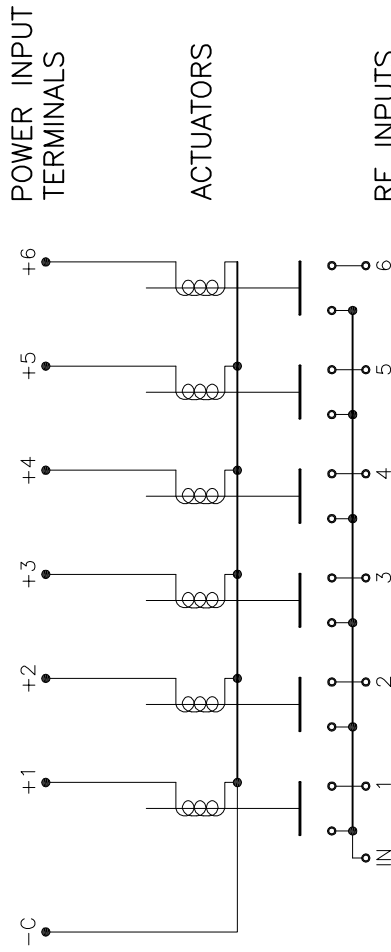 POWER INPUT
TERMINALS
-C +1 +2 +3 +4 +5 +6
ACTUATORS
IN 1 2 3 4 5 6
RF INPUTS